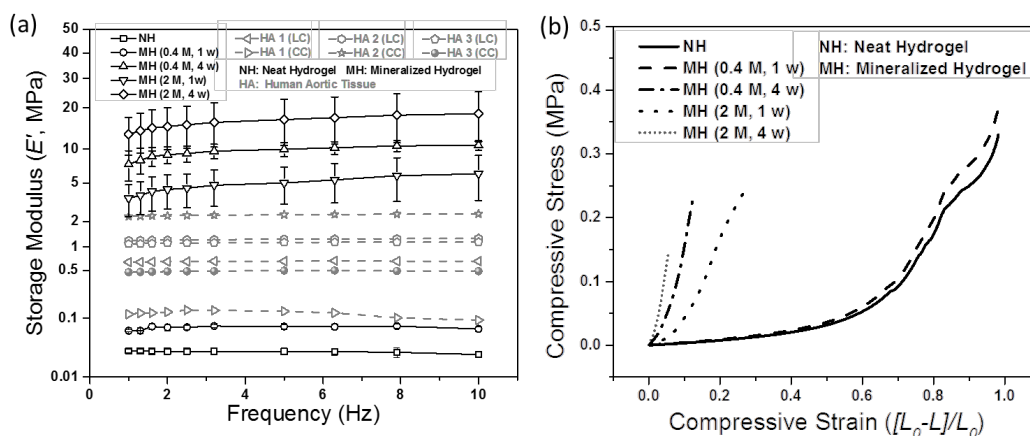 (a)
Storage Modulus (E', MPa)
50
40
30
20
10
5
2
1
0.5
0.1
0.01
NH
MH (0.4 M, 1 w)
MH (0.4 M, 4 w)
MH (2 M, 1w)
MH (2 M, 4 w)
HA 1 (LC) HA 2 (LC) HA 3 (LC)
HA 1 (CC) HA 2 (CC) HA 3 (CC)
NH: Neat Hydrogel MH: Mineralized Hydrogel
HA: Human Aortic Tissue
0 2 4 6 8 10
Frequency (Hz)
(b)
Compressive Stress (MPa)
0.5
0.4
0.3
0.2
0.1
0.0
NH
MH (0.4 M, 1 w)
MH (0.4 M, 4 w)
MH (2 M, 1 w)
MH (2 M, 4 w)
NH: Neat Hydrogel
MH: Mineralized Hydrogel
0.0 0.2 0.4 0.6 0.8 1.0
Compressive Strain ([L₀-L]/L₀)